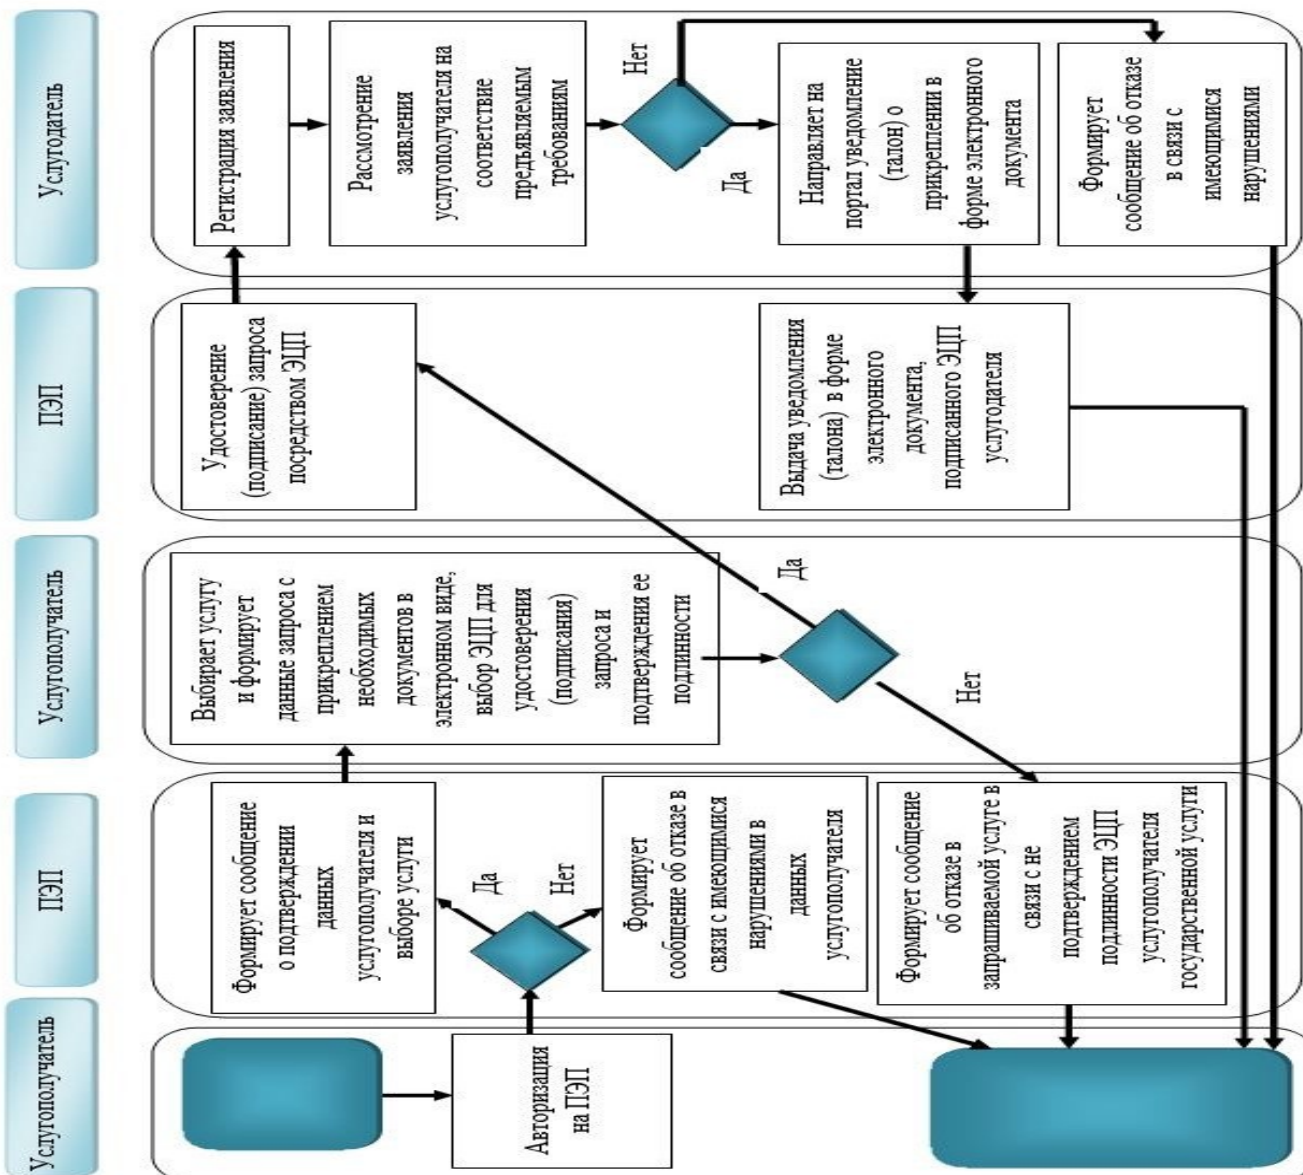 Услугополучатель
ПЭП
Услугополучатель
ПЭП
Услугодатель
Авторизация
на ПЭП
Формирует сообщение
о подтверждении
данных
услугополучателя и
выборе услуги
Да
Нет
Формирует
сообщение об отказе в
связи с имеющимися
нарушениями в
данных
услугополучателя
Формирует сообщение
об отказе в
запрашиваемой услуге в
связи с не
подтверждением
подлинности ЭЦП
услугополучателя
государственной услуги
Выбирает услугу
и формирует
данные запроса с
прикреплением
необходимых
документов в
электронном виде,
выбор ЭЦП для
удостоверения
(подписания)
запроса и
подтверждения ее
подлинности
Да
Нет
Удостоверение
(подписание) запроса
посредством ЭЦП
Выдача уведомления
(талона) в форме
электронного
документа,
подписанного ЭЦП
услугодателя
Регистрация заявления
Рассмотрение
заявления
услугополучателя на
соответствие
предъявляемым
требованиям
Нет
Да
Направляет на
портал уведомление
(талон) о
прикреплении в
форме электронного
документа
Формирует
сообщение об отказе
в связи с
имеющимися
нарушениями